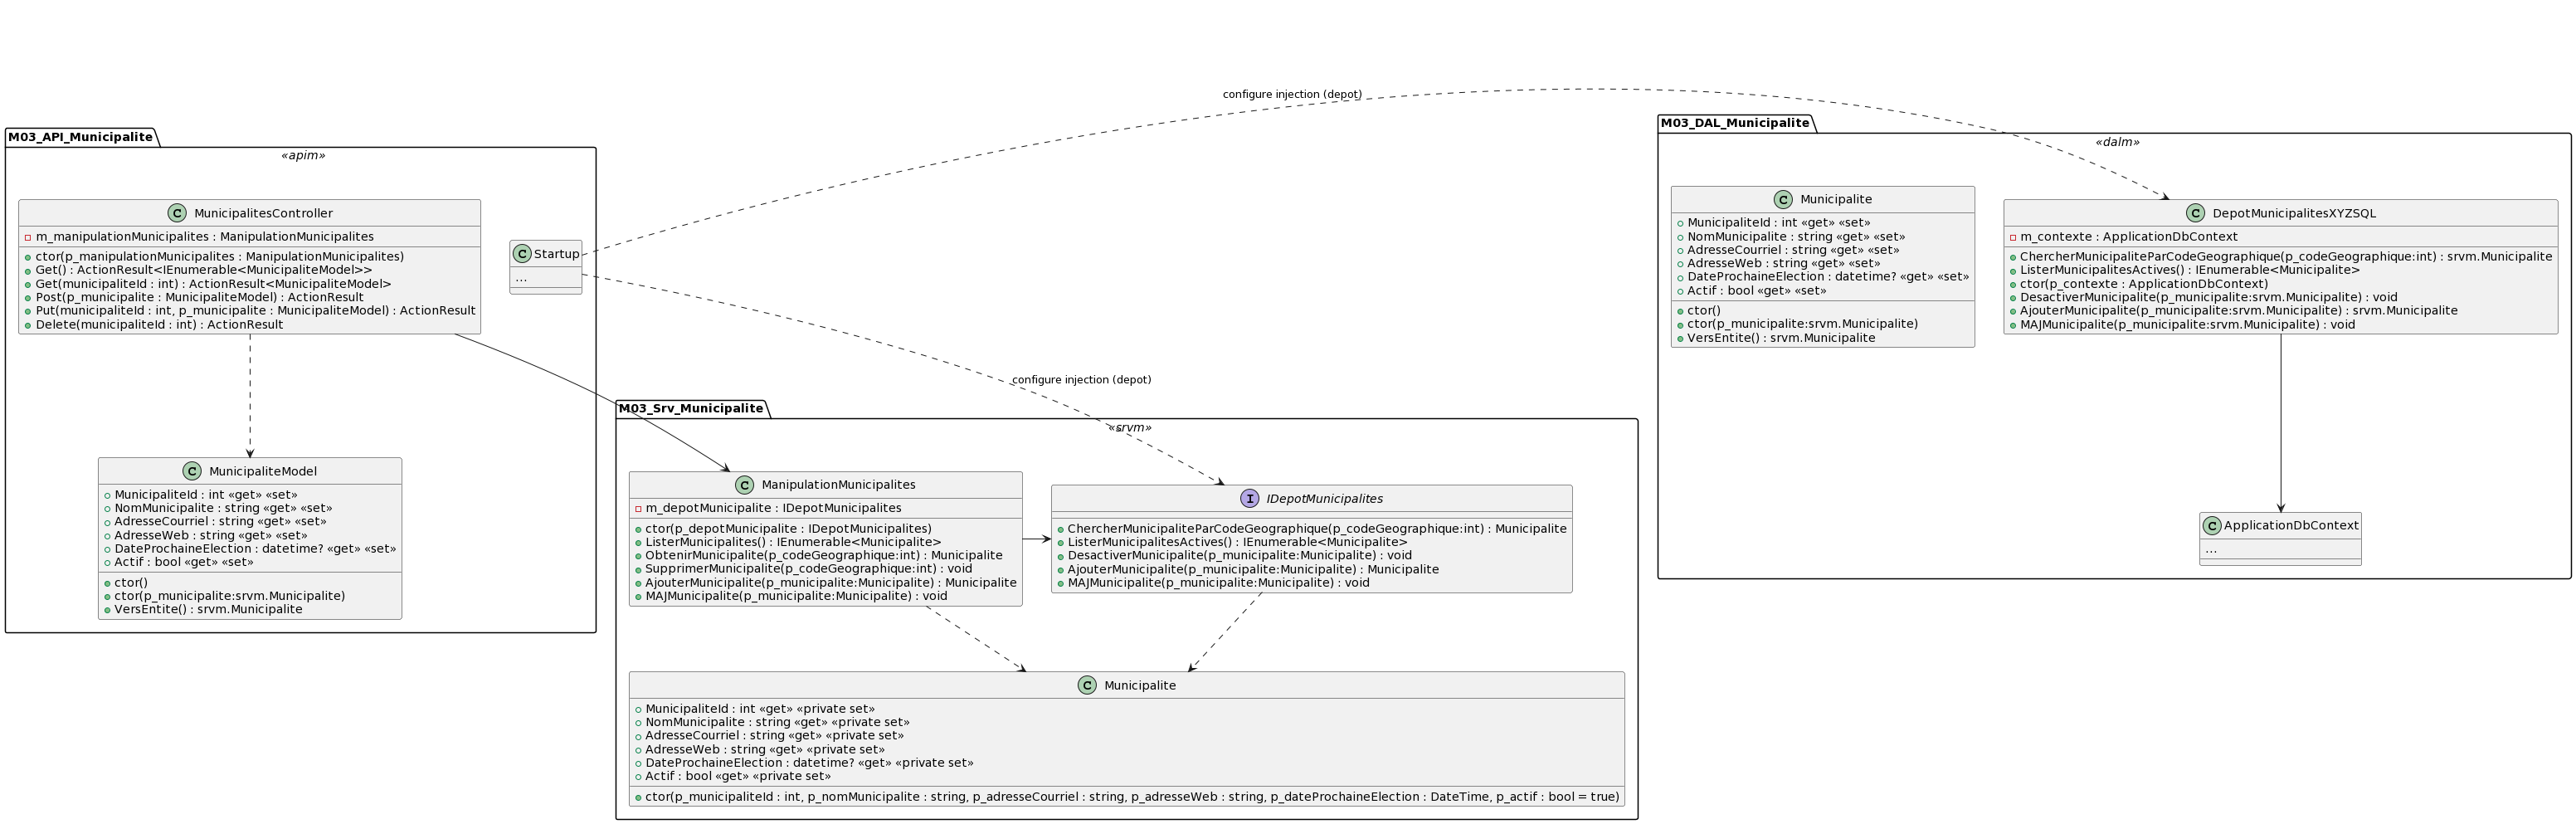 configure injection (depot)
M03_API_Municipalite
«apim»
MunicipalitesController
m_manipulationMunicipalites : ManipulationMunicipalites
ctor(p_manipulationMunicipalites : ManipulationMunicipalites)
Get() : ActionResult<IEnumerable<MunicipaliteModel>>
Get(municipaliteId : int) : ActionResult<MunicipaliteModel>
Post(p_municipalite : MunicipaliteModel) : ActionResult
Put(municipaliteId : int, p_municipalite : MunicipaliteModel) : ActionResult
Delete(municipaliteId : int) : ActionResult
Startup
...
MunicipaliteModel
MunicipaliteId : int «get» «set»
NomMunicipalite : string «get» «set»
AdresseCourriel : string «get» «set»
AdresseWeb : string «get» «set»
DateProchaineElection : datetime? «get» «set»
Actif : bool «get» «set»
ctor()
ctor(p_municipalite:srvm.Municipalite)
VersEntite() : srvm.Municipalite
configure injection (depot)
M03_Srv_Municipalite
«srvm»
ManipulationMunicipalites
m_depotMunicipalite : IDepotMunicipalites
ctor(p_depotMunicipalite : IDepotMunicipalites)
ListerMunicipalites() : IEnumerable<Municipalite>
ObtenirMunicipalite(p_codeGeographique:int) : Municipalite
SupprimerMunicipalite(p_codeGeographique:int) : void
AjouterMunicipalite(p_municipalite:Municipalite) : Municipalite
MAJMunicipalite(p_municipalite:Municipalite) : void
IDepotMunicipalites
ChercherMunicipaliteParCodeGeographique(p_codeGeographique:int) : Municipalite
ListerMunicipalitesActives() : IEnumerable<Municipalite>
DesactiverMunicipalite(p_municipalite:Municipalite) : void
AjouterMunicipalite(p_municipalite:Municipalite) : Municipalite
MAJMunicipalite(p_municipalite:Municipalite) : void
Municipalite
MunicipaliteId : int «get» «private set»
NomMunicipalite : string «get» «private set»
AdresseCourriel : string «get» «private set»
AdresseWeb : string «get» «private set»
DateProchaineElection : datetime? «get» «private set»
Actif : bool «get» «private set»
ctor(p_municipaliteId : int, p_nomMunicipalite : string, p_adresseCourriel : string, p_adresseWeb : string, p_dateProchaineElection : DateTime, p_actif : bool = true)
M03_DAL_Municipalite
«dalm»
Municipalite
MunicipaliteId : int «get» «set»
NomMunicipalite : string «get» «set»
AdresseCourriel : string «get» «set»
AdresseWeb : string «get» «set»
DateProchaineElection : datetime? «get» «set»
Actif : bool «get» «set»
ctor()
ctor(p_municipalite:srvm.Municipalite)
VersEntite() : srvm.Municipalite
DepotMunicipalitesXYZSQL
m_contexte : ApplicationDbContext
ChercherMunicipaliteParCodeGeographique(p_codeGeographique:int) : srvm.Municipalite
ListerMunicipalitesActives() : IEnumerable<Municipalite>
ctor(p_contexte : ApplicationDbContext)
DesactiverMunicipalite(p_municipalite:srvm.Municipalite) : void
AjouterMunicipalite(p_municipalite:srvm.Municipalite) : srvm.Municipalite
MAJMunicipalite(p_municipalite:srvm.Municipalite) : void
ApplicationDbContext
...